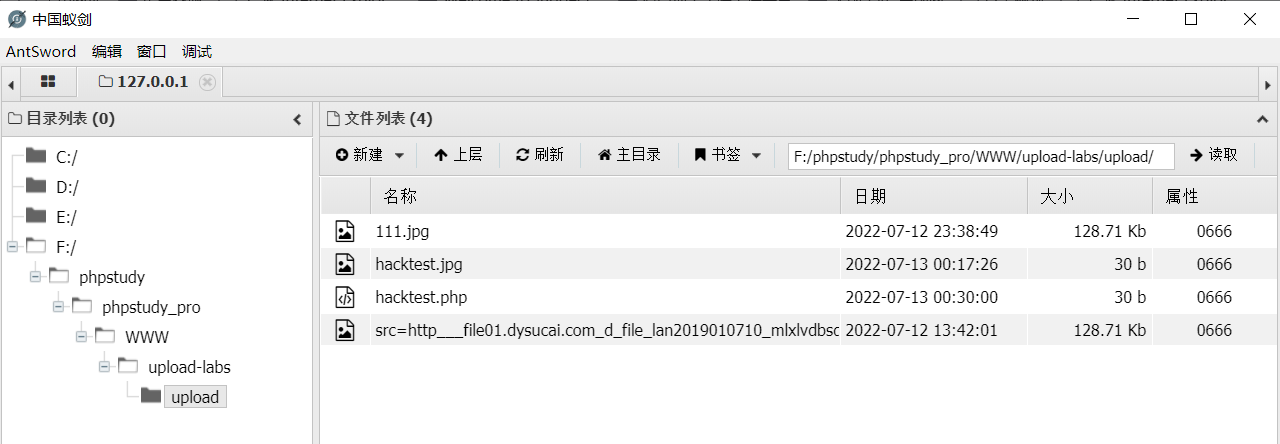 中国蚁剑
AntSword 编辑 窗口 调试
127.0.0.1
目录列表 (0)
C:/
D:/
E:/
F:/
phpstudy
phpstudy_pro
WWW
upload-labs
upload
文件列表 (4)
新建 上层 刷新 主目录 书签 F:/phpstudy/phpstudy_pro/WWW/upload-labs/upload/ 读取
名称 日期 大小 属性
111.jpg 2022-07-12 23:38:49 128.71 Kb 0666
hacktest.jpg 2022-07-13 00:17:26 30 b 0666
hacktest.php 2022-07-13 00:30:00 30 b 0666
src=http___file01.dysucai.com_d_file_lan2019010710_mlxlvdbsc 2022-07-12 13:42:01 128.71 Kb 0666